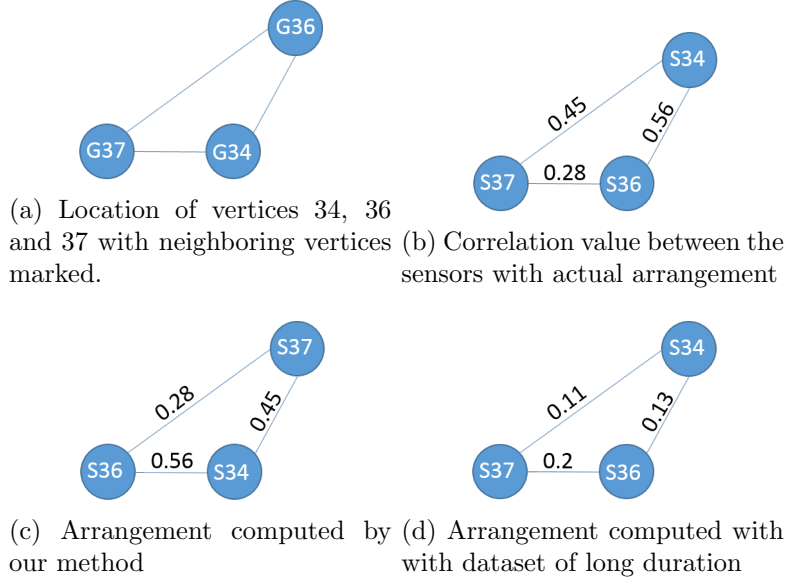 G36
G37
G34
(a) Location of vertices 34, 36
and 37 with neighboring vertices
marked.
S34
0.45
0.56
S37
0.28
S36
(b) Correlation value between the
sensors with actual arrangement
S37
0.28
0.45
S36
0.56
S34
(c) Arrangement computed by
our method
S34
0.11
0.13
S37
0.2
S36
(d) Arrangement computed with
with dataset of long duration